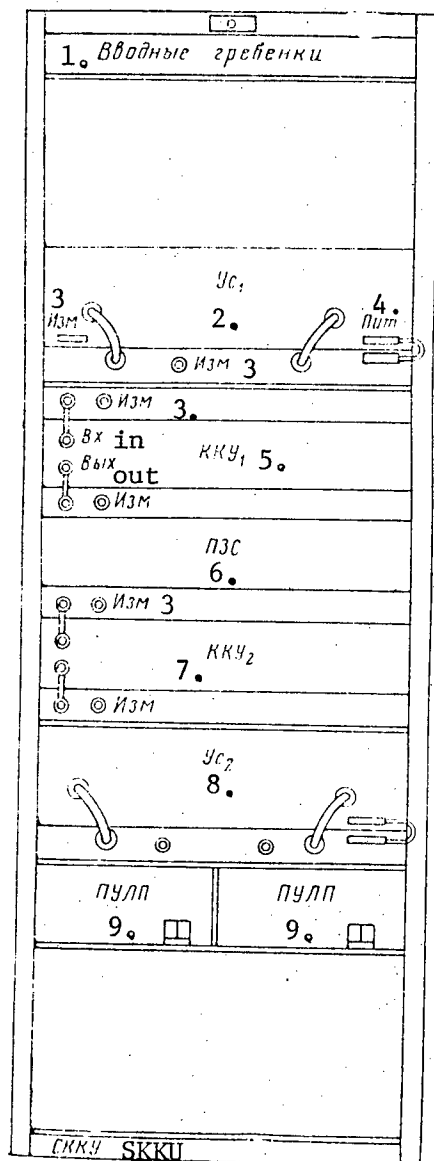 1. Вводные гребенки
Ус₁
3
Изм
2.
4.
Пит
Изм 3
Изм 3.
Вх in
Вых out
ККУ₁ 5.
Изм
ПЗС
6.
Изм 3
ККУ₂
7.
Изм
Ус₂
8.
ПУЛП
9.
ПУЛП
9.
СККУ SKKU